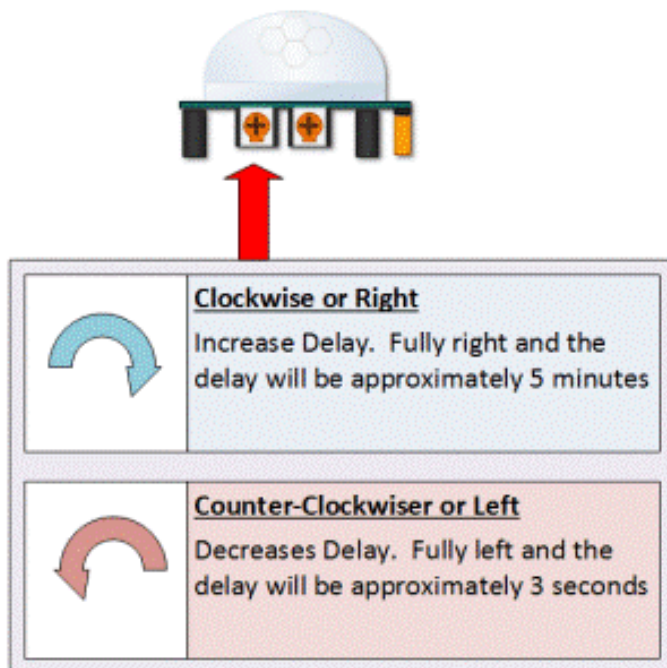 Clockwise or Right
Increase Delay.  Fully right and the
delay will be approximately 5 minutes
Counter-Clockwiser or Left
Decreases Delay.  Fully left and the
delay will be approximately 3 seconds